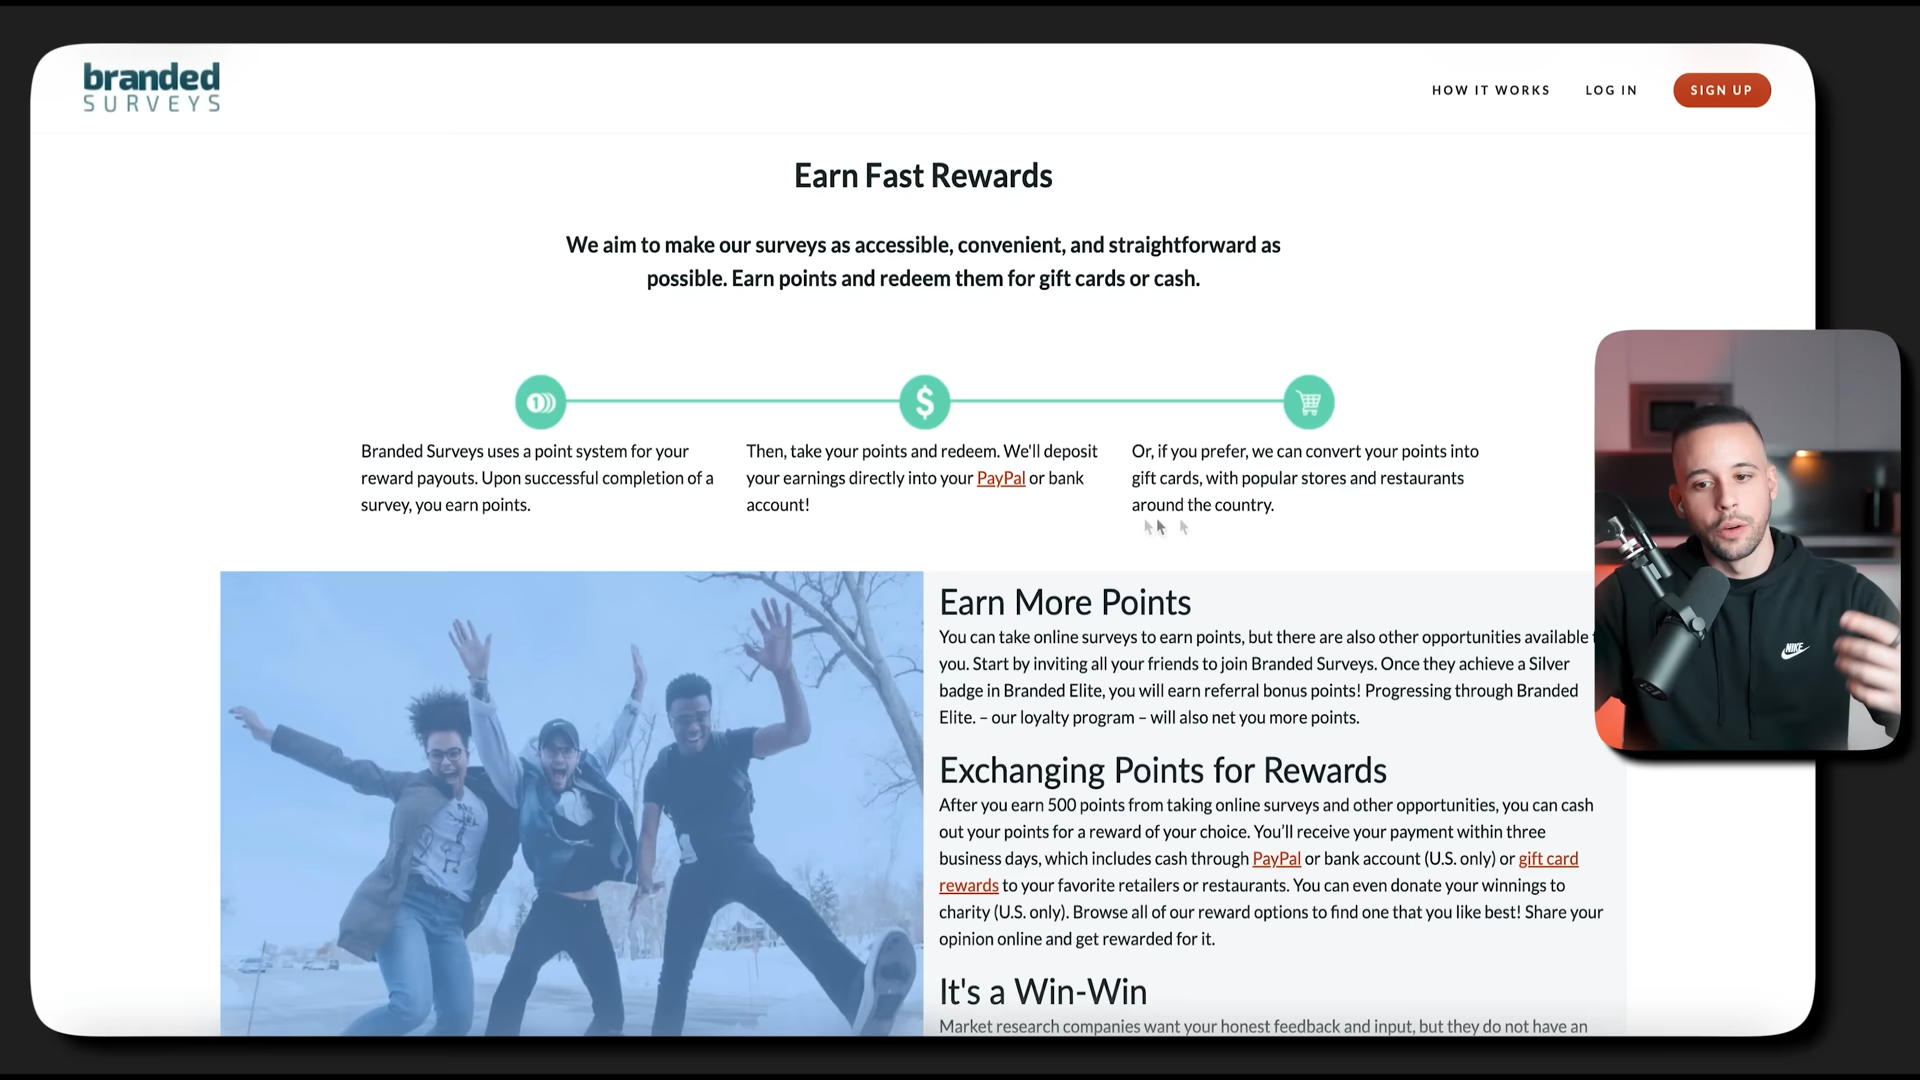 branded
SURVEYS
HOW IT WORKS
LOG IN
SIGN UP
Earn Fast Rewards
We aim to make our surveys as accessible, convenient, and straightforward as
possible. Earn points and redeem them for gift cards or cash.
Branded Surveys uses a point system for your
reward payouts. Upon successful completion of a
survey, you earn points.
Then, take your points and redeem. We'll deposit
your earnings directly into your PayPal or bank
account!
Or, if you prefer, we can convert your points into
gift cards, with popular stores and restaurants
around the country.
Earn More Points
You can take online surveys to earn points, but there are also other opportunities available
you. Start by inviting all your friends to join Branded Surveys. Once they achieve a Silver
badge in Branded Elite, you will earn referral bonus points! Progressing through Branded
Elite. – our loyalty program – will also net you more points.
Exchanging Points for Rewards
After you earn 500 points from taking online surveys and other opportunities, you can cash
out your points for a reward of your choice. You'll receive your payment within three
business days, which includes cash through PayPal or bank account (U.S. only) or gift card
rewards to your favorite retailers or restaurants. You can even donate your winnings to
charity (U.S. only). Browse all of our reward options to find one that you like best! Share your
opinion online and get rewarded for it.
It's a Win-Win
Market research companies want your honest feedback and input, but they do not have an
NIKE